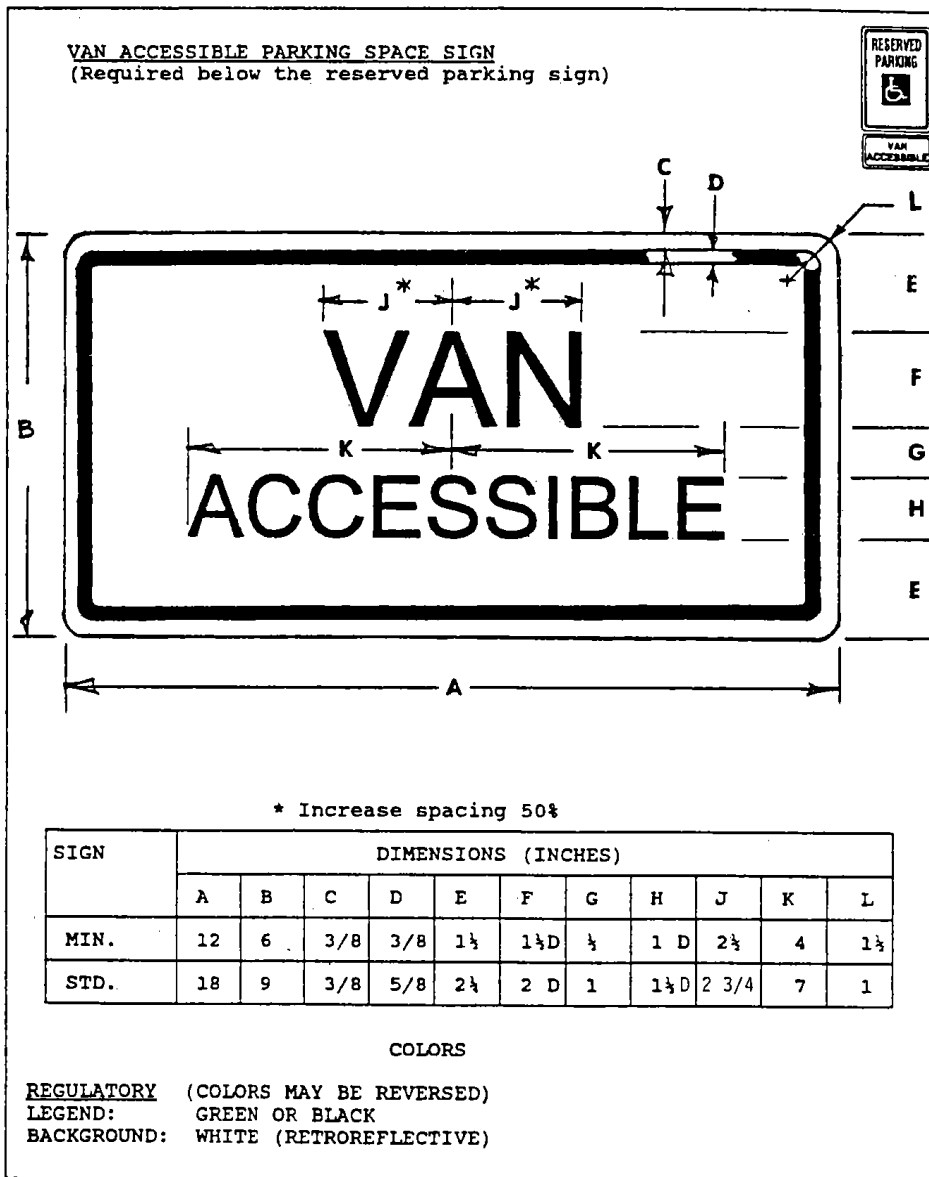 VAN ACCESSIBLE PARKING SPACE SIGN
(Required below the reserved parking sign)
RESERVED
PARKING
VAN
ACCESSIBLE
C
D
L
E
J*
J*
VAN
F
B
K
K
G
ACCESSIBLE
H
E
A
* Increase spacing 50%
SIGN DIMENSIONS (INCHES)
A B C D E F G H J K L
MIN. 12 6 3/8 3/8 1½ 1½D ½ 1 D 2½ 4 1½
STD. 18 9 3/8 5/8 2¼ 2 D 1 1½D 2 3/4 7 1
COLORS
REGULATORY (COLORS MAY BE REVERSED)
LEGEND: GREEN OR BLACK
BACKGROUND: WHITE (RETROREFLECTIVE)